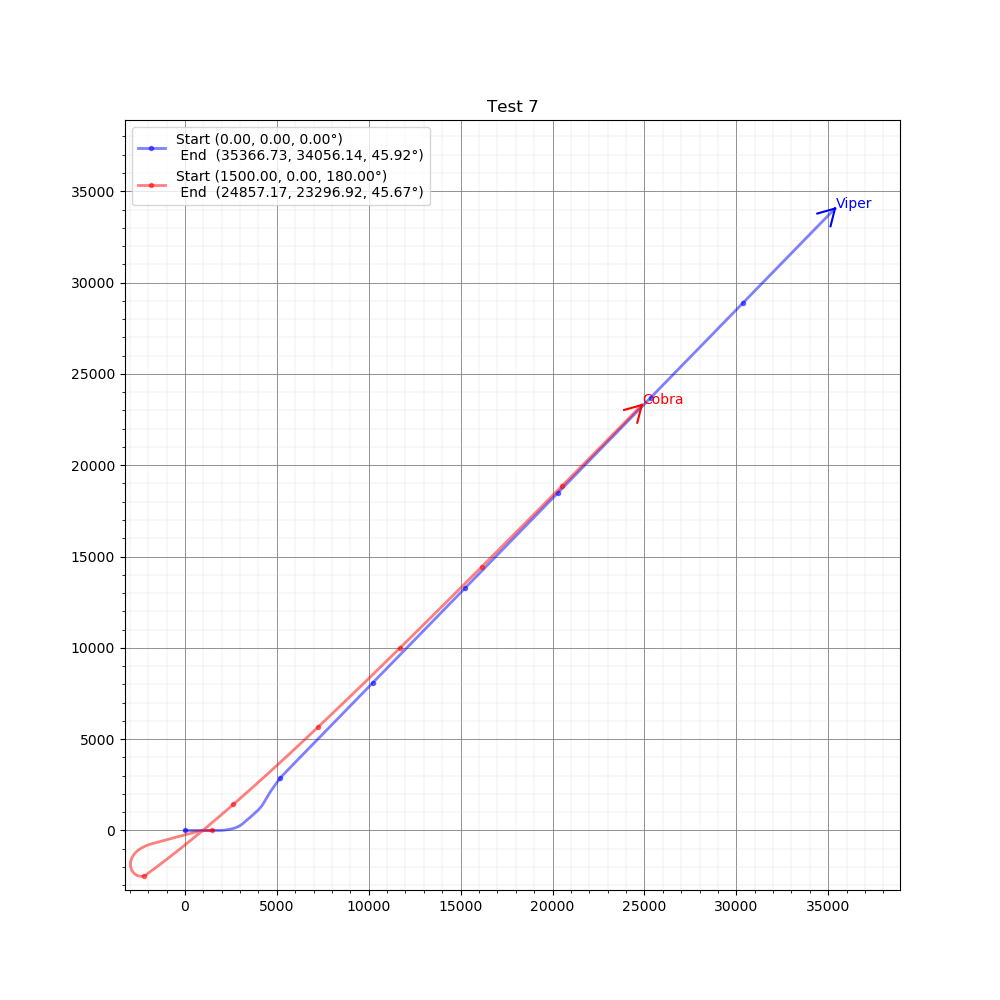 Test 7
Start (0.00, 0.00, 0.00°)
End (35366.73, 34056.14, 45.92°)
Start (1500.00, 0.00, 180.00°)
End (24857.17, 23296.92, 45.67°)
Viper
Cobra
35000
30000
25000
20000
15000
10000
5000
0
0
5000
10000
15000
20000
25000
30000
35000